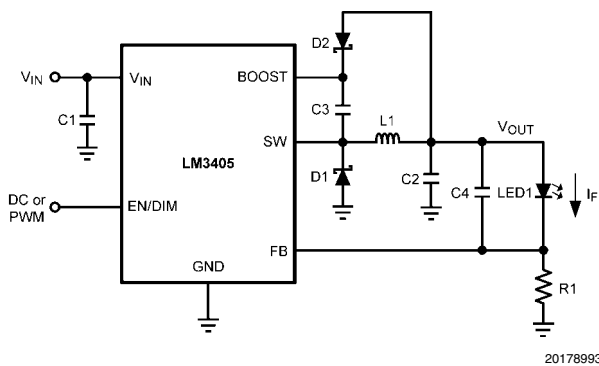 D2
VIN
VIN
BOOST
C1
C3
L1
VOUT
SW
LM3405
D1
C2
C4
LED1
IF
DC or
PWM
EN/DIM
FB
GND
R1
20178993